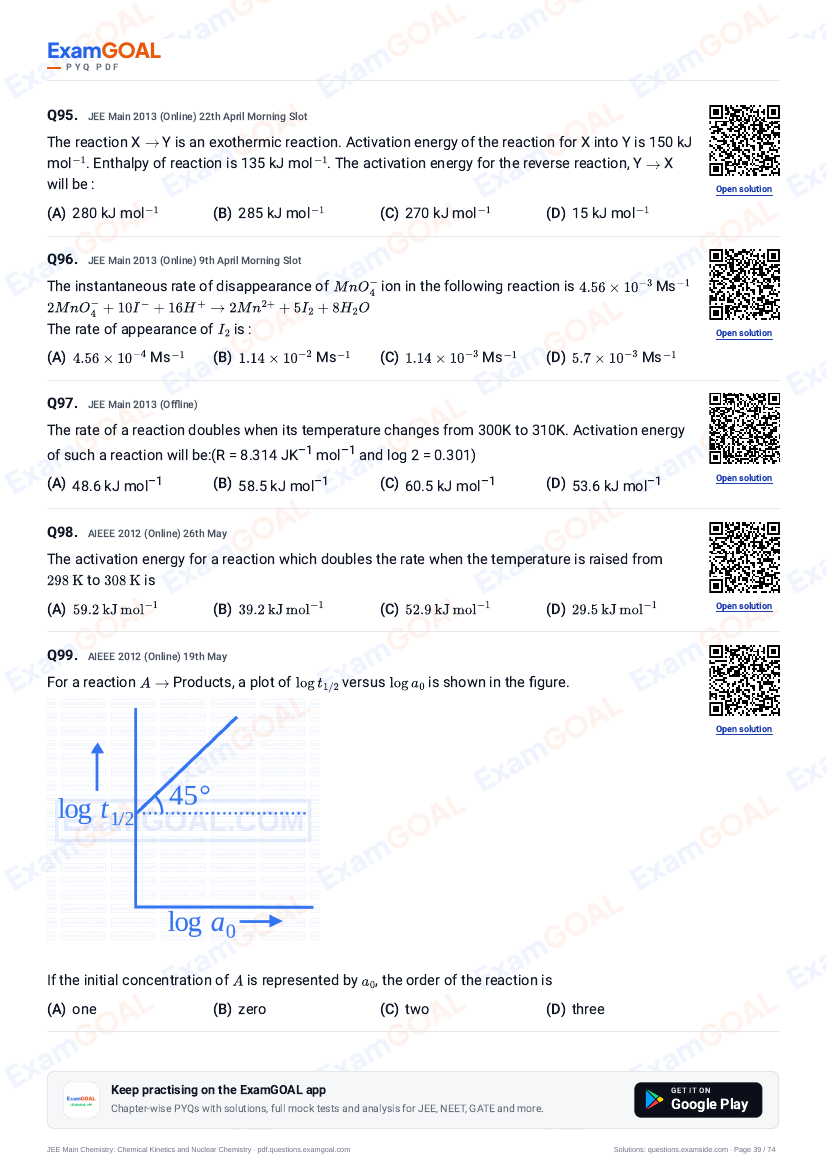 ExamGOAL
PYQ PDF
Q95. JEE Main 2013 (Online) 22th April Morning Slot
The reaction X → Y is an exothermic reaction. Activation energy of the reaction for X into Y is 150 kJ
mol⁻¹. Enthalpy of reaction is 135 kJ mol⁻¹. The activation energy for the reverse reaction, Y → X
will be :
(A) 280 kJ mol⁻¹ (B) 285 kJ mol⁻¹ (C) 270 kJ mol⁻¹ (D) 15 kJ mol⁻¹
Open solution
Q96. JEE Main 2013 (Online) 9th April Morning Slot
The instantaneous rate of disappearance of MnO₄⁻ ion in the following reaction is 4.56 × 10⁻³ Ms⁻¹
2MnO₄⁻ + 10I⁻ + 16H⁺ → 2Mn²⁺ + 5I₂ + 8H₂O
The rate of appearance of I₂ is :
(A) 4.56 × 10⁻⁴ Ms⁻¹ (B) 1.14 × 10⁻² Ms⁻¹ (C) 1.14 × 10⁻³ Ms⁻¹ (D) 5.7 × 10⁻³ Ms⁻¹
Open solution
Q97. JEE Main 2013 (Offline)
The rate of a reaction doubles when its temperature changes from 300K to 310K. Activation energy
of such a reaction will be:(R = 8.314 JK⁻¹ mol⁻¹ and log 2 = 0.301)
(A) 48.6 kJ mol⁻¹ (B) 58.5 kJ mol⁻¹ (C) 60.5 kJ mol⁻¹ (D) 53.6 kJ mol⁻¹
Open solution
Q98. AIEEE 2012 (Online) 26th May
The activation energy for a reaction which doubles the rate when the temperature is raised from
298 K to 308 K is
(A) 59.2 kJ mol⁻¹ (B) 39.2 kJ mol⁻¹ (C) 52.9 kJ mol⁻¹ (D) 29.5 kJ mol⁻¹
Open solution
Q99. AIEEE 2012 (Online) 19th May
For a reaction A → Products, a plot of log t₁/₂ versus log a₀ is shown in the figure.
Open solution
45°
log t₁/₂
EXAMGOAL.COM
log a₀
If the initial concentration of A is represented by a₀, the order of the reaction is
(A) one (B) zero (C) two (D) three
ExamGOAL
Keep practising on the ExamGOAL app
Chapter-wise PYQs with solutions, full mock tests and analysis for JEE, NEET, GATE and more.
GET IT ON
Google Play
JEE Main Chemistry: Chemical Kinetics and Nuclear Chemistry · pdf.questions.examgoal.com
Solutions: questions.examside.com · Page 39 / 74